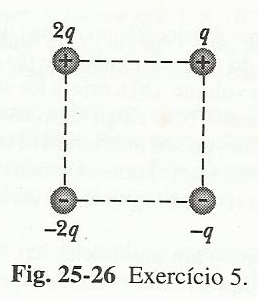 2q q
+ +
- -
-2q -q
Fig. 25-26 Exercício 5.